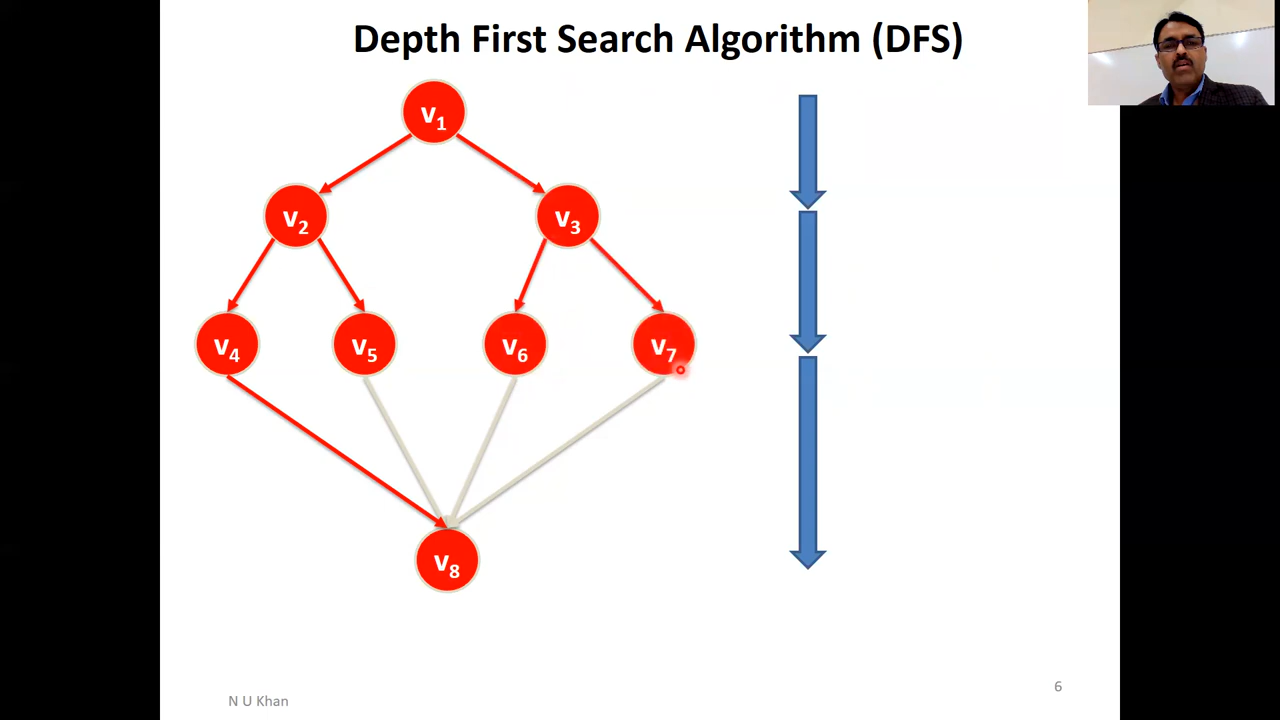 Depth First Search Algorithm (DFS)
v1
v2
v3
v4
v5
v6
v7
v8
N U Khan
6